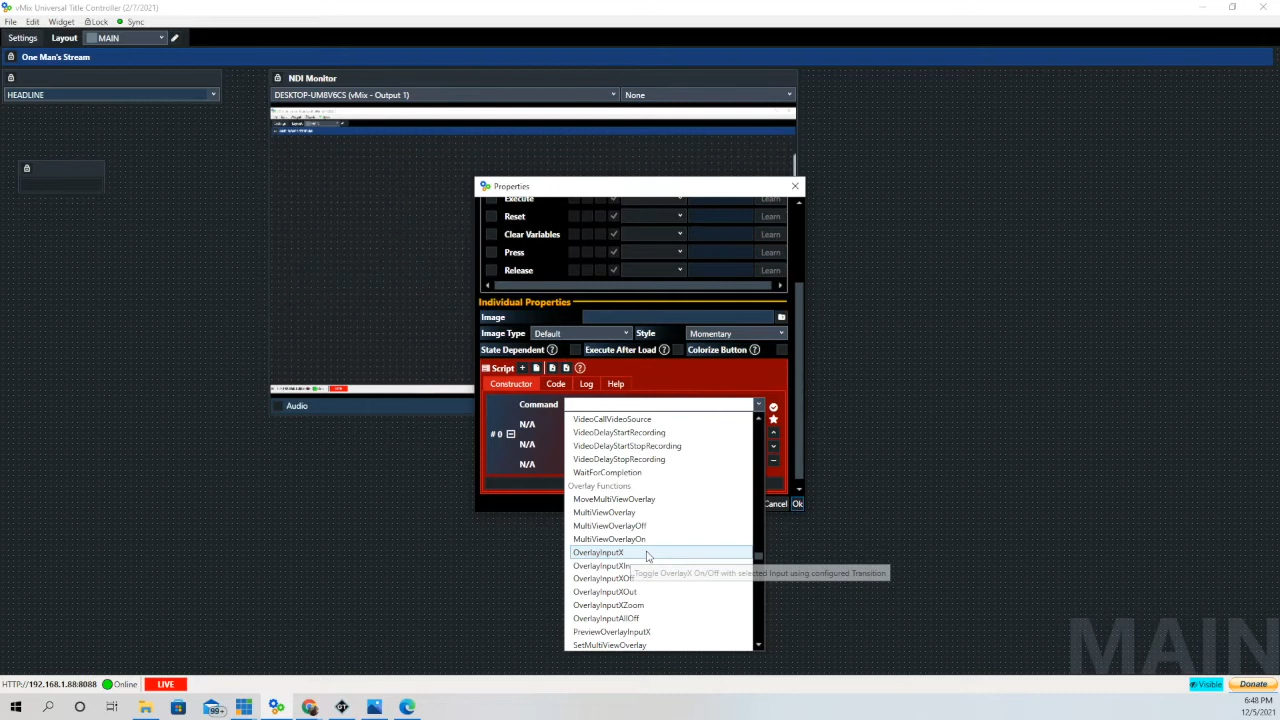 vMix Universal Title Controller (2/7/2021)
File Edit Widget Lock Sync
Settings Layout MAIN
One Man's Stream
NDI Monitor
HEADLINE
DESKTOP-UM8V6CS (vMix - Output 1) None
Properties
Execute Learn
Reset Learn
Clear Variables Learn
Press Learn
Release Learn
Individual Properties
Image
Image Type Default Style Momentary
State Dependent ? Execute After Load ? Colorize Button ?
Script + ?
Constructor Code Log Help
Audio
Command
# 0
N/A
N/A
N/A
VideoCallVideoSource
VideoDelayStartRecording
VideoDelayStartStopRecording
VideoDelayStopRecording
WaitForCompletion
Overlay Functions
MoveMultiViewOverlay
MultiViewOverlay
MultiViewOverlayOff
MultiViewOverlayOn
OverlayInputX
OverlayInputXIn
Toggle OverlayX On/Off with selected Input using configured Transition
OverlayInputXOff
OverlayInputXOut
OverlayInputXZoom
OverlayInputAllOff
PreviewOverlayInputX
SetMultiViewOverlay
Cancel Ok
MAIN
HTTP://192.168.1.88:8088 Online LIVE Visible Donate
99+
GT
6:48 PM
12/5/2021